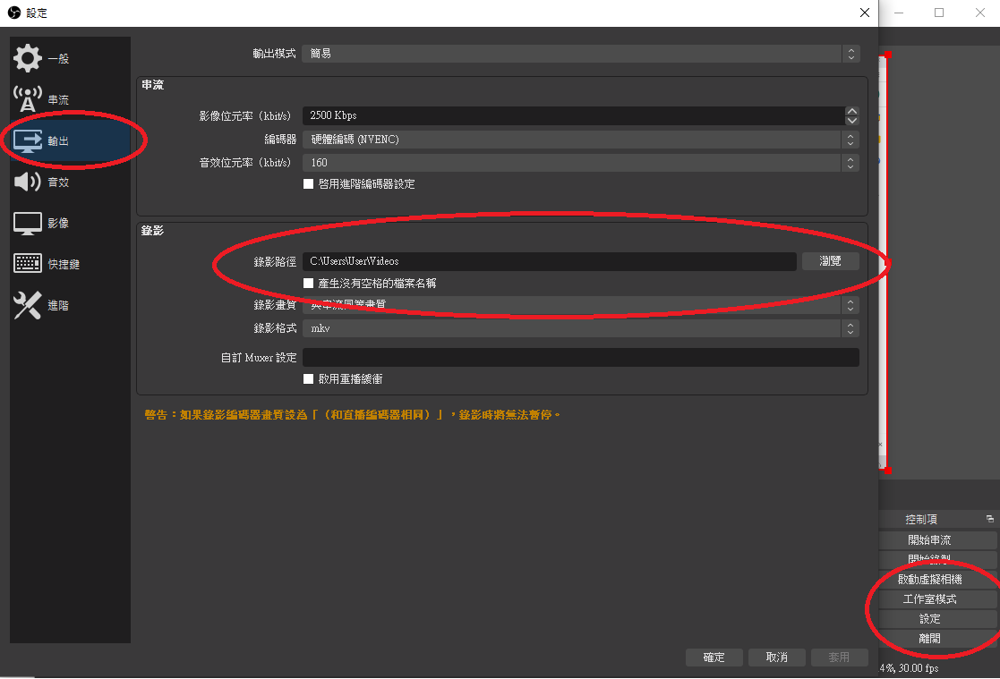 設定
一般
串流
輸出
音效
影像
快捷鍵
進階
輸出模式 簡易
串流
影像位元率（kbit/s） 2500 Kbps
編碼器 硬體編碼 (NVENC)
音效位元率（kbit/s） 160
啓用進階編碼器設定
錄影
錄影路徑 C:\Users\User\Videos 瀏覽
產生沒有空格的檔案名稱
錄影畫質 與串流同等畫質
錄影格式 mkv
自訂 Muxer 設定
啟用重播緩衝
警告：如果錄影編碼器畫質設為「（和直播編碼器相同）」，錄影時將無法暫停。
確定 取消 套用
控制項
開始串流
開始錄製
啟動虛擬相機
工作室模式
設定
離開
4%, 30.00 fps